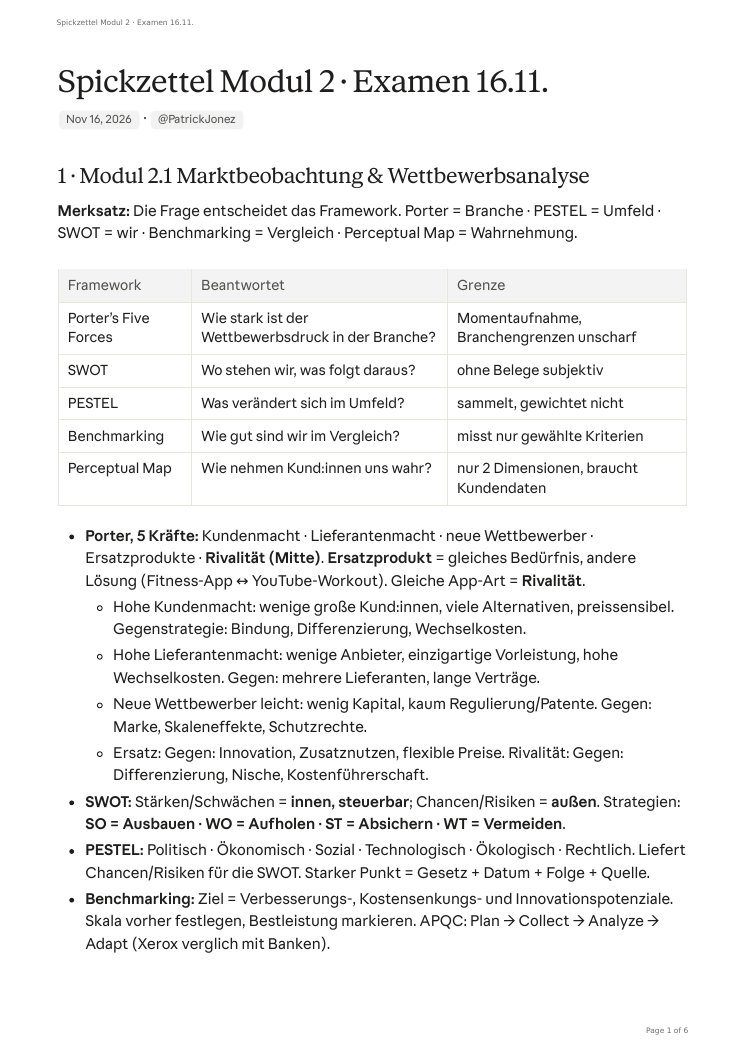 Spickzettel Modul 2 · Examen 16.11.
Spickzettel Modul 2 · Examen 16.11.
Nov 16, 2026 · @PatrickJonez
1 · Modul 2.1 Marktbeobachtung & Wettbewerbsanalyse
Merksatz: Die Frage entscheidet das Framework. Porter = Branche · PESTEL = Umfeld ·
SWOT = wir · Benchmarking = Vergleich · Perceptual Map = Wahrnehmung.
Framework Beantwortet Grenze
Porter’s Five Wie stark ist der Momentaufnahme,
Forces Wettbewerbsdruck in der Branche? Branchengrenzen unscharf
SWOT Wo stehen wir, was folgt daraus? ohne Belege subjektiv
PESTEL Was verändert sich im Umfeld? sammelt, gewichtet nicht
Benchmarking Wie gut sind wir im Vergleich? misst nur gewählte Kriterien
Perceptual Map Wie nehmen Kund:innen uns wahr? nur 2 Dimensionen, braucht
Kundendaten
• Porter, 5 Kräfte: Kundenmacht · Lieferantenmacht · neue Wettbewerber ·
Ersatzprodukte · Rivalität (Mitte). Ersatzprodukt = gleiches Bedürfnis, andere
Lösung (Fitness-App ↔ YouTube-Workout). Gleiche App-Art = Rivalität.
◦ Hohe Kundenmacht: wenige große Kund:innen, viele Alternativen, preissensibel.
Gegenstrategie: Bindung, Differenzierung, Wechselkosten.
◦ Hohe Lieferantenmacht: wenige Anbieter, einzigartige Vorleistung, hohe
Wechselkosten. Gegen: mehrere Lieferanten, lange Verträge.
◦ Neue Wettbewerber leicht: wenig Kapital, kaum Regulierung/Patente. Gegen:
Marke, Skaleneffekte, Schutzrechte.
◦ Ersatz: Gegen: Innovation, Zusatznutzen, flexible Preise. Rivalität: Gegen:
Differenzierung, Nische, Kostenführerschaft.
• SWOT: Stärken/Schwächen = innen, steuerbar; Chancen/Risiken = außen. Strategien:
SO = Ausbauen · WO = Aufholen · ST = Absichern · WT = Vermeiden.
• PESTEL: Politisch · Ökonomisch · Sozial · Technologisch · Ökologisch · Rechtlich. Liefert
Chancen/Risiken für die SWOT. Starker Punkt = Gesetz + Datum + Folge + Quelle.
• Benchmarking: Ziel = Verbesserungs-, Kostensenkungs- und Innovationspotenziale.
Skala vorher festlegen, Bestleistung markieren. APQC: Plan → Collect → Analyze →
Adapt (Xerox verglich mit Banken).
Page 1 of 6